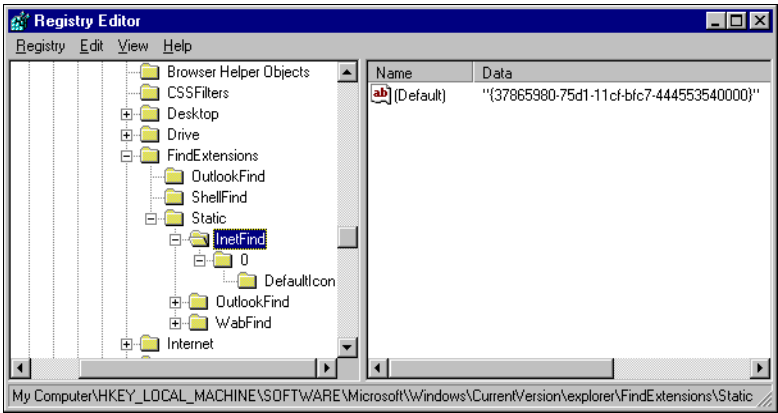 Registry Editor
Registry Edit View Help
Browser Helper Objects
CSSFilters
Desktop
Drive
FindExtensions
OutlookFind
ShellFind
Static
InetFind
0
DefaultIcon
OutlookFind
WabFind
Internet
Name Data
ab (Default) "{37865980-75d1-11cf-bfc7-444553540000}"
My Computer\HKEY_LOCAL_MACHINE\SOFTWARE\Microsoft\Windows\CurrentVersion\explorer\FindExtensions\Static